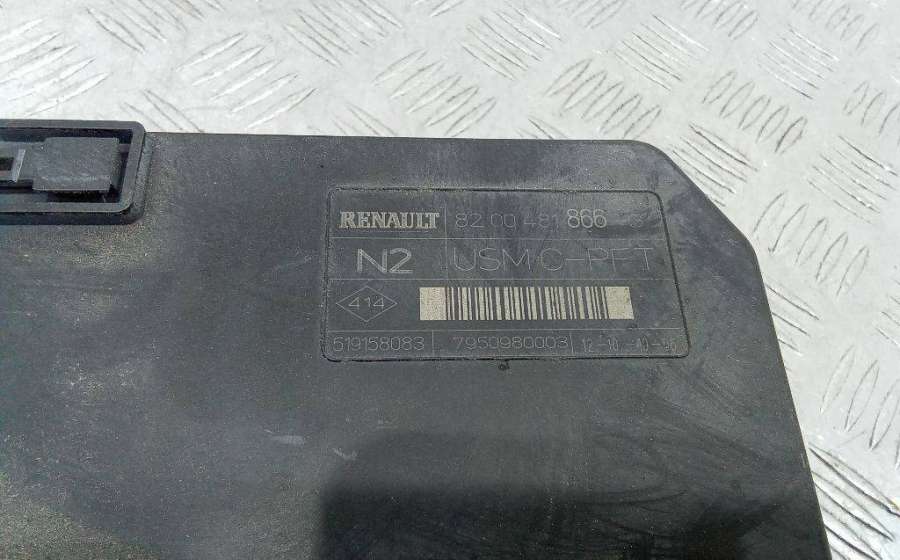 RENAULT 82 00 481 866
N2 USM C-PFT
414
519158083 7950980003